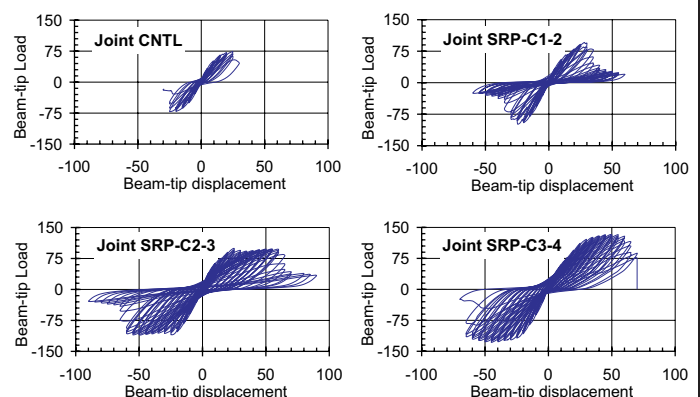 150
75
0
-75
-150
Beam-tip Load
Joint CNTL
-100 -50 0 50 100
Beam-tip displacement
150
75
0
-75
-150
Beam-tip Load
Joint SRP-C1-2
-100 -50 0 50 100
Beam-tip displacement
150
75
0
-75
-150
Beam-tip Load
Joint SRP-C2-3
-100 -50 0 50 100
Beam-tip displacement
150
75
0
-75
-150
Beam-tip Load
Joint SRP-C3-4
-100 -50 0 50 100
Beam-tip displacement